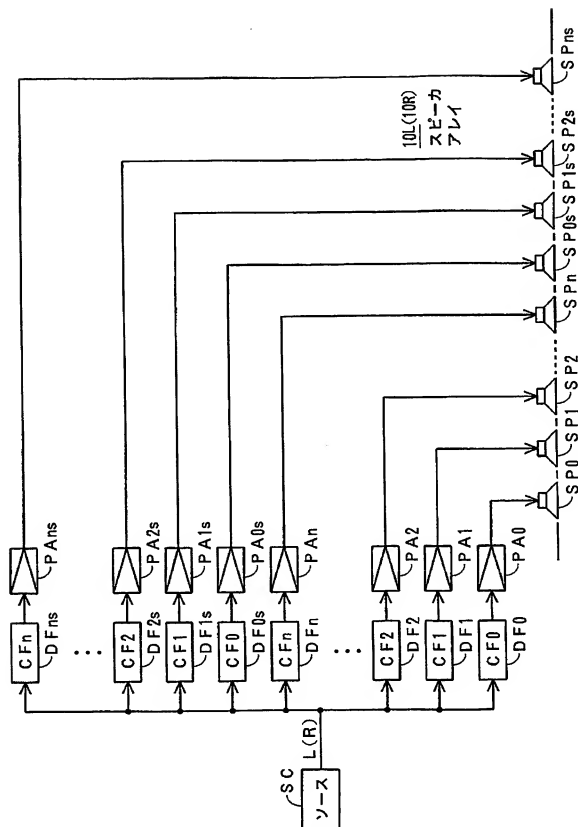 SC
ソース
L(R)
CFn
DFns
PAns
...
CF2
DF2s
PA2s
CF1
DF1s
PA1s
CF0
DF0s
PA0s
CFn
DFn
PAn
...
CF2
DF2
PA2
CF1
DF1
PA1
CF0
DF0
PA0
10L(10R)
スピーカ
アレイ
SP0
SP1
SP2
SPn
SP0s
SP1s
SP2s
SPns